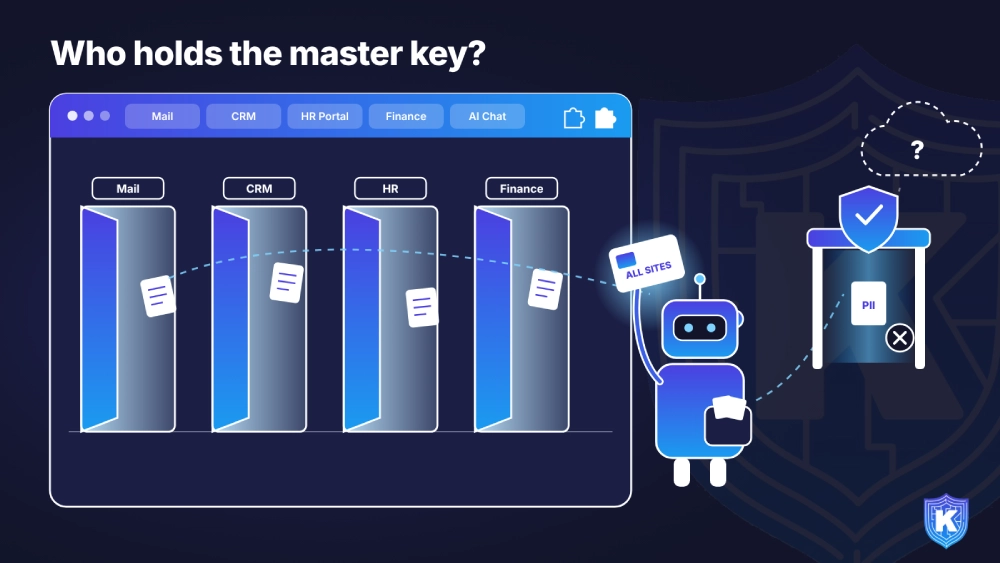 Who holds the master key?
Mail
CRM
HR Portal
Finance
AI Chat
?
Mail
CRM
HR
Finance
ALL SITES
PII
K